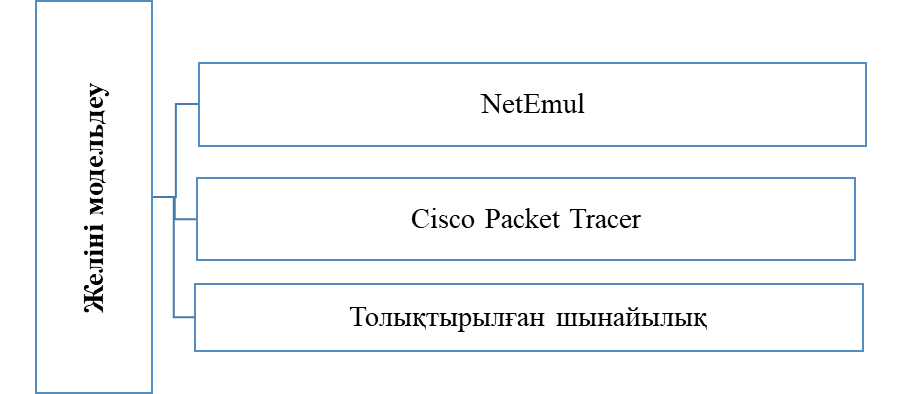 Желіні модельдеу
NetEmul
Cisco Packet Tracer
Толықтырылған шынайылық